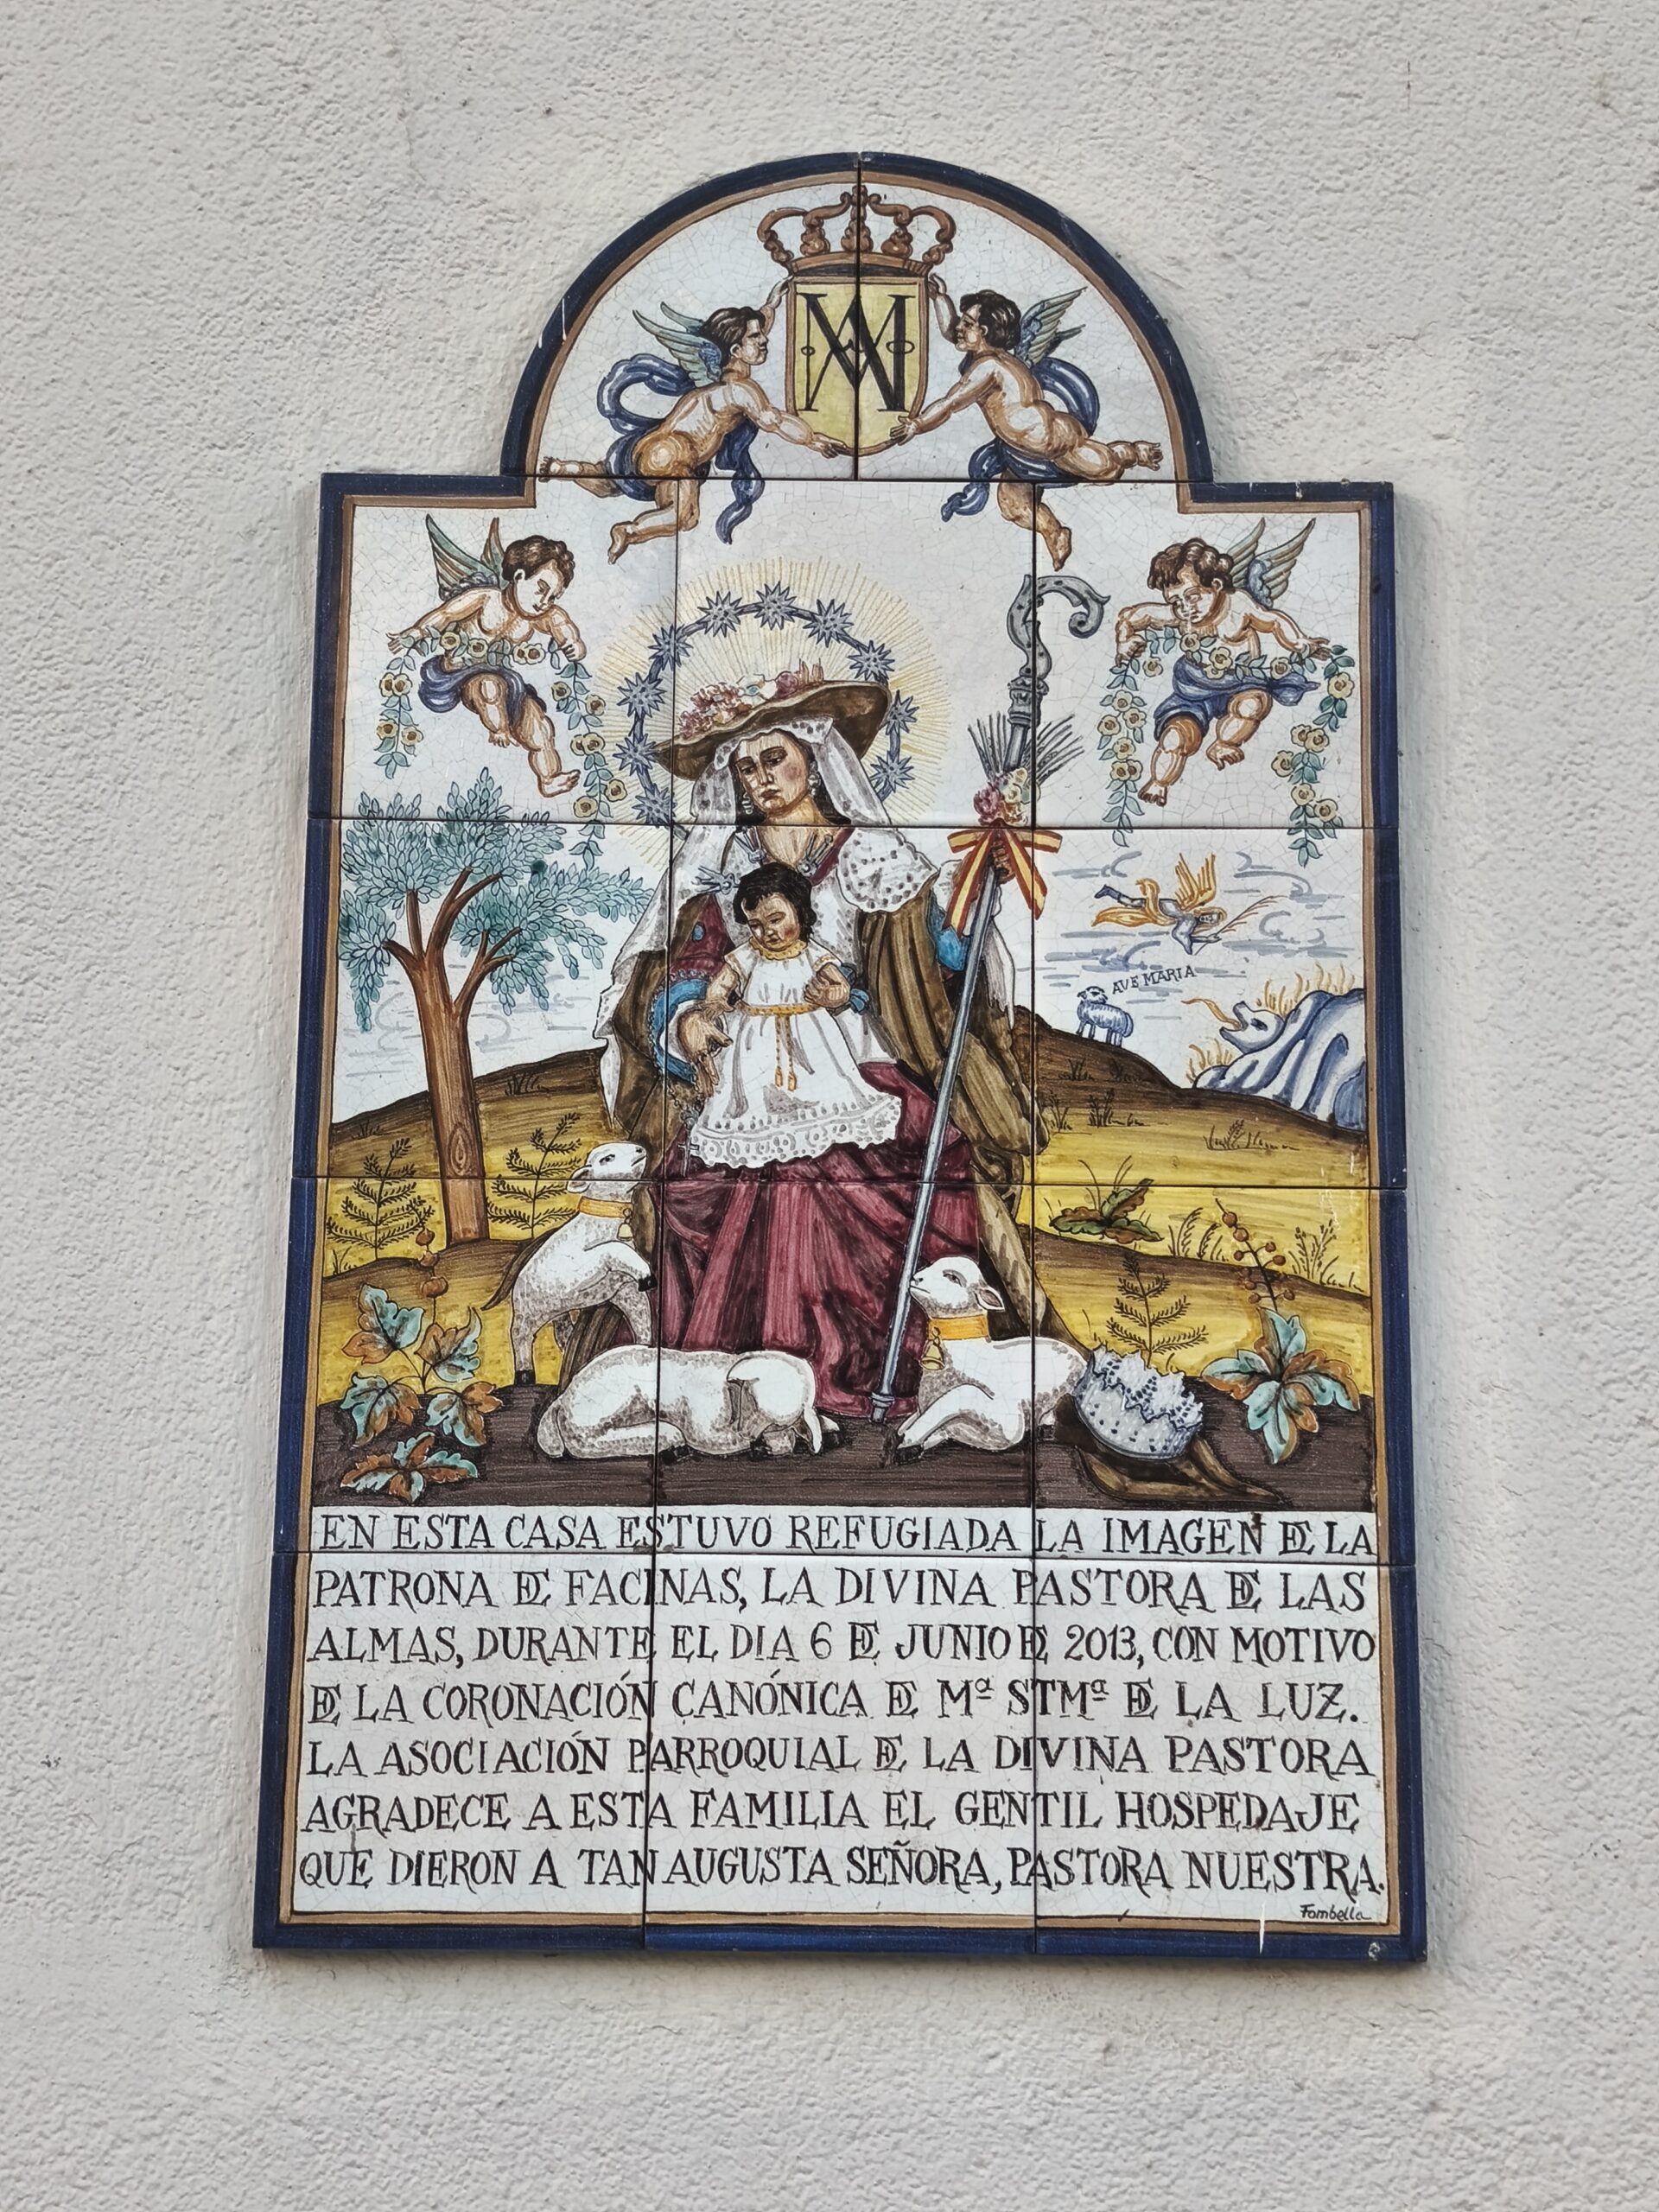 AVE MARIA
EN ESTA CASA ESTUVO REFUGIADA LA IMAGEN DE LA
PATRONA DE FACINAS, LA DIVINA PASTORA DE LAS
ALMAS, DURANTE EL DIA 6 DE JUNIO DE 2013, CON MOTIVO
DE LA CORONACIÓN CANÓNICA DE Mª STMª DE LA LUZ.
LA ASOCIACIÓN PARROQUIAL DE LA DIVINA PASTORA
AGRADECE A ESTA FAMILIA EL GENTIL HOSPEDAJE
QUE DIERON A TAN AUGUSTA SEÑORA, PASTORA NUESTRA.
Fombella